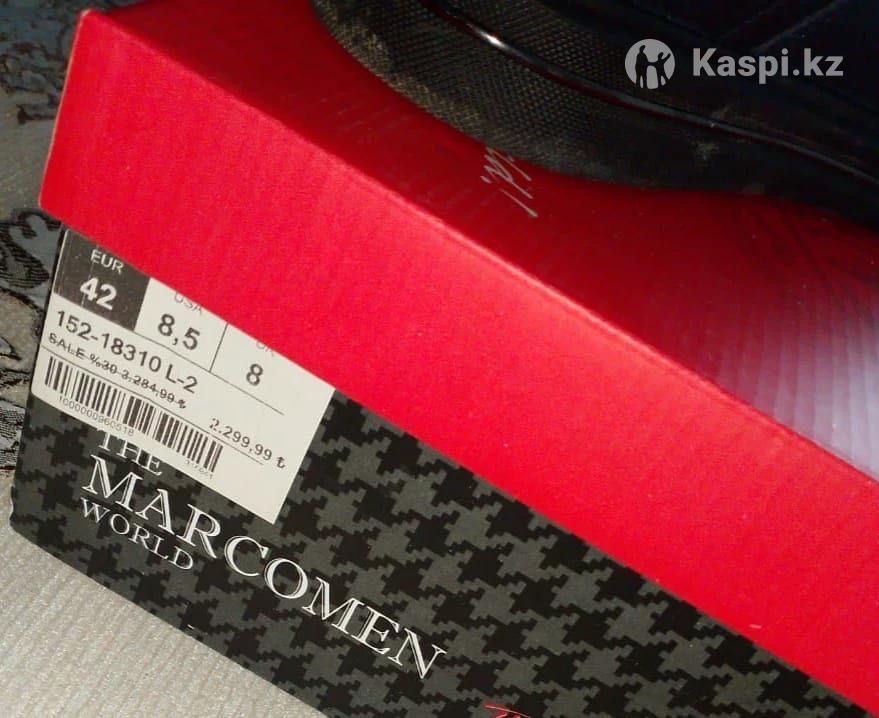 Kaspi.kz
EUR
42
USA
8,5
UK
8
152-18310 L-2
SALE %30 3,284,99 ₺
2.299,99 ₺
1000000960518
THE
MARCOMEN
WORLD